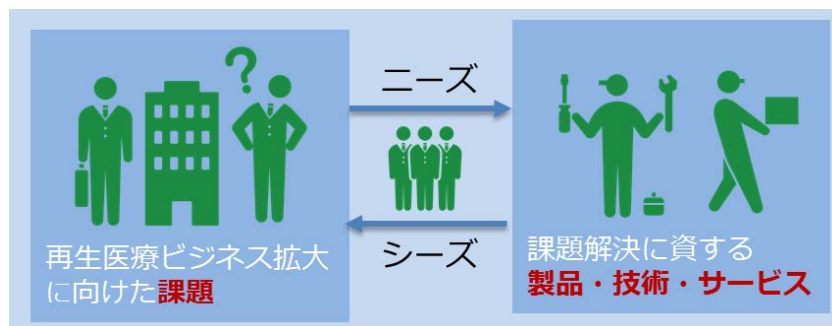 ニーズ
?
シーズ
再生医療ビジネス拡大
に向けた課題
課題解決に資する
製品・技術・サービス